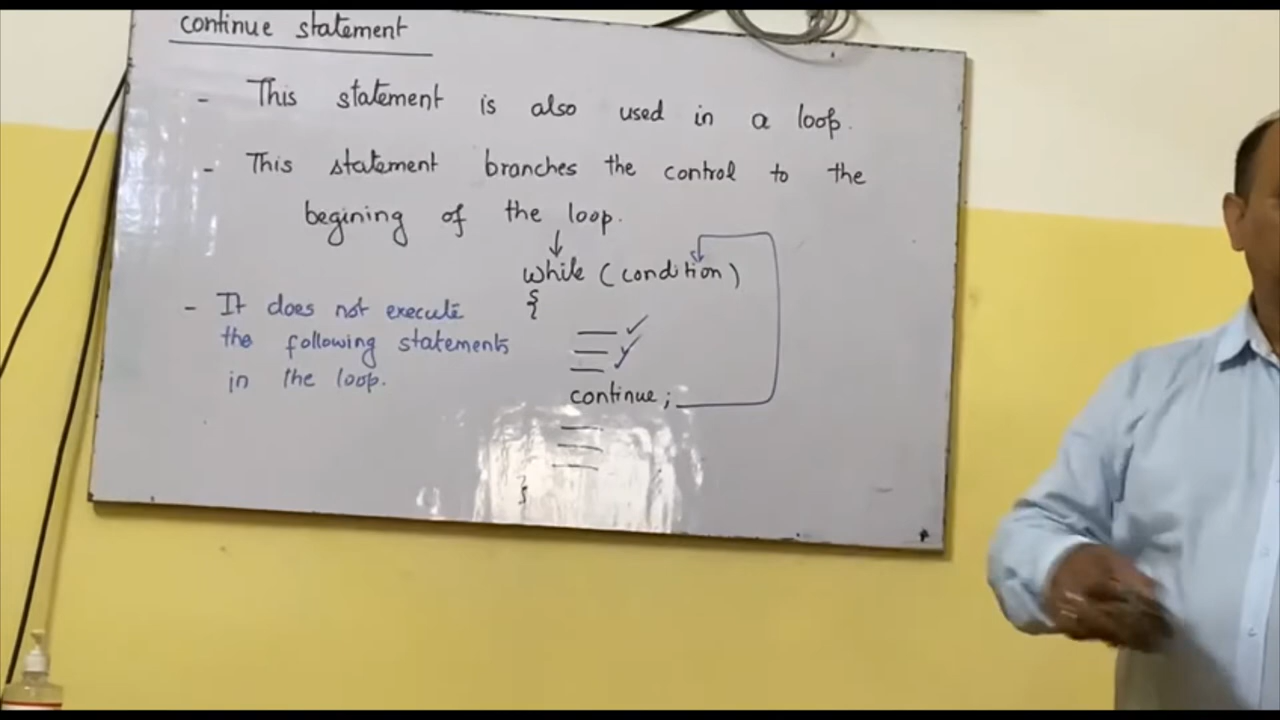 continue statement
- This statement is also used in a loop.
- This statement branches the control to the
begining of the loop.
while (condition)
{
- It does not execute
the following statements
in the loop.
continue;
}